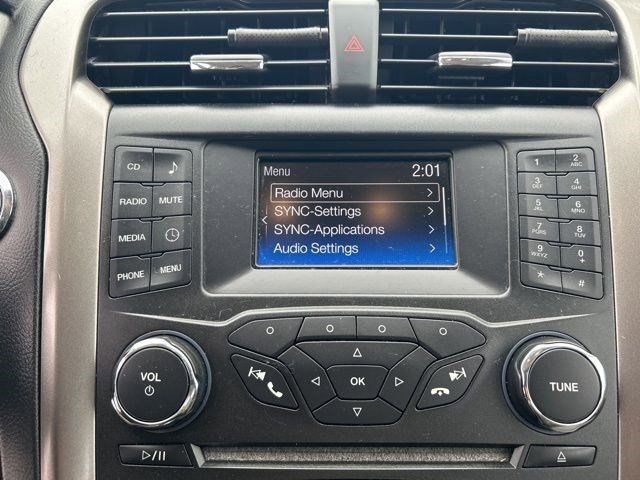 Menu 2:01
Radio Menu
SYNC-Settings
SYNC-Applications
Audio Settings
CD
RADIO MUTE
MEDIA
PHONE MENU
1 2 ABC
3 DEF 4 GHI
5 JKL 6 MNO
7 PQRS 8 TUV
9 WXYZ 0 +
* #
VOL
OK
TUNE